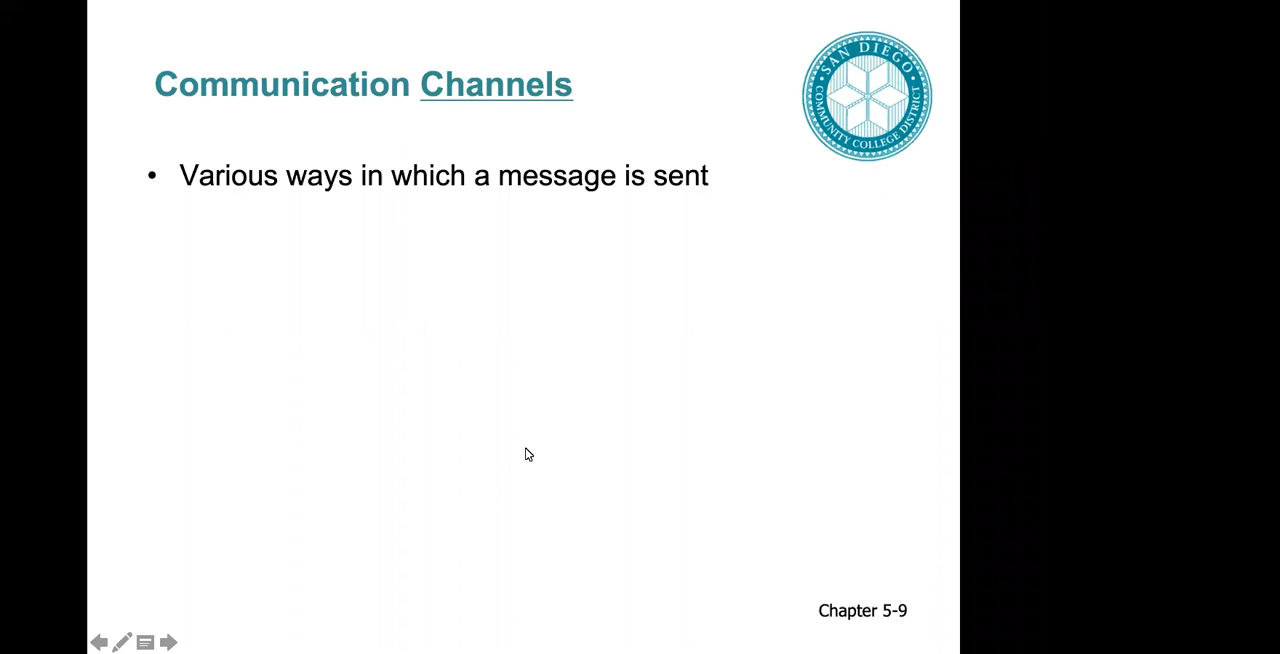 Communication Channels
SAN DIEGO
COMMUNITY COLLEGE DISTRICT
• Various ways in which a message is sent
Chapter 5-9